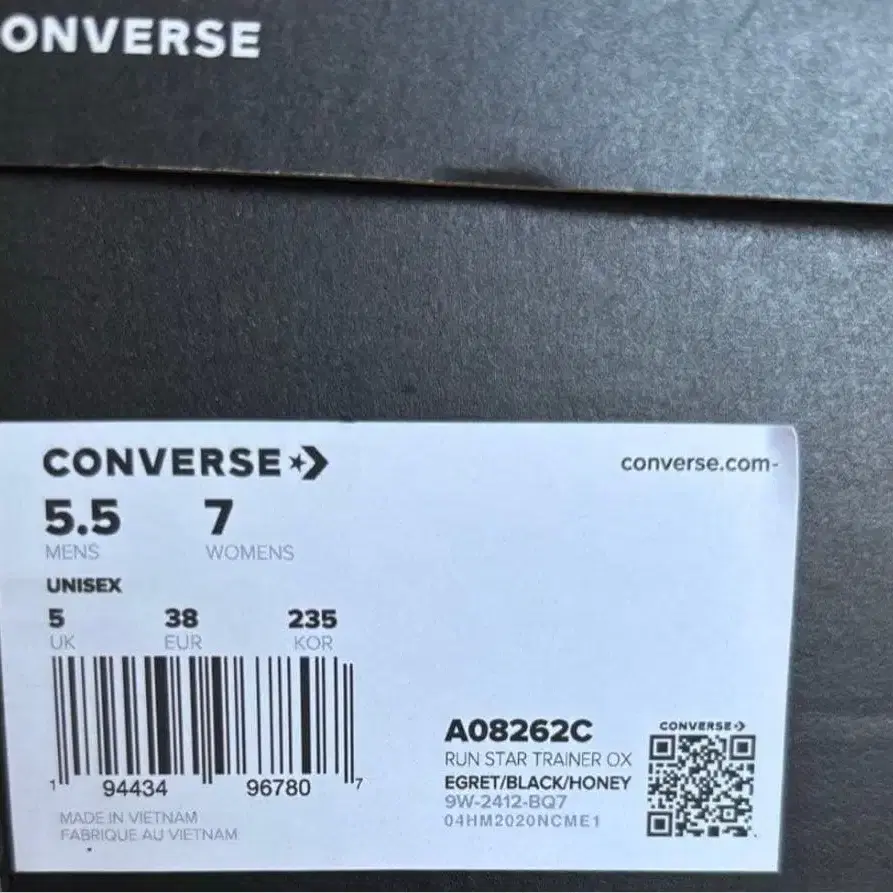 ONVERSE
CONVERSE
converse.com-
5.5 7
MENS WOMENS
UNISEX
5 38 235
UK EUR KOR
1 94434 96780 7
MADE IN VIETNAM
FABRIQUE AU VIETNAM
A08262C
RUN STAR TRAINER OX
EGRET/BLACK/HONEY
9W-2412-BQ7
04HM2020NCME1
CONVERSE